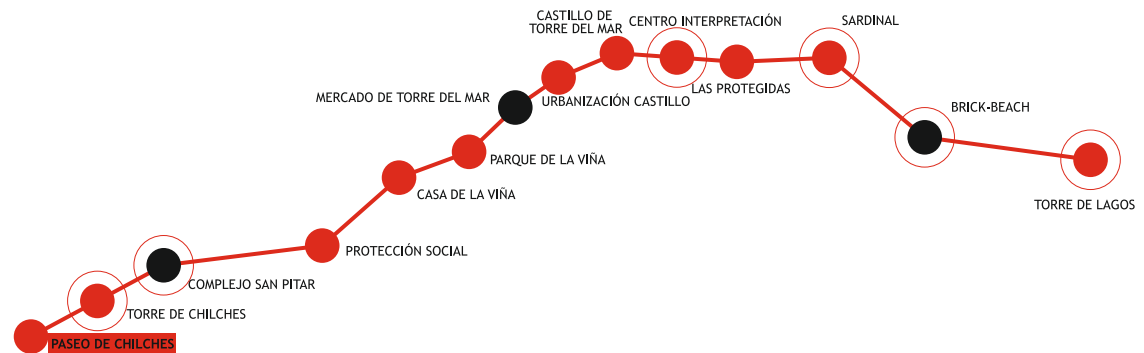 CASTILLO DE
TORRE DEL MAR
CENTRO INTERPRETACIÓN
SARDINAL
MERCADO DE TORRE DEL MAR
URBANIZACIÓN CASTILLO
LAS PROTEGIDAS
BRICK-BEACH
PARQUE DE LA VIÑA
CASA DE LA VIÑA
TORRE DE LAGOS
PROTECCIÓN SOCIAL
COMPLEJO SAN PITAR
TORRE DE CHILCHES
PASEO DE CHILCHES